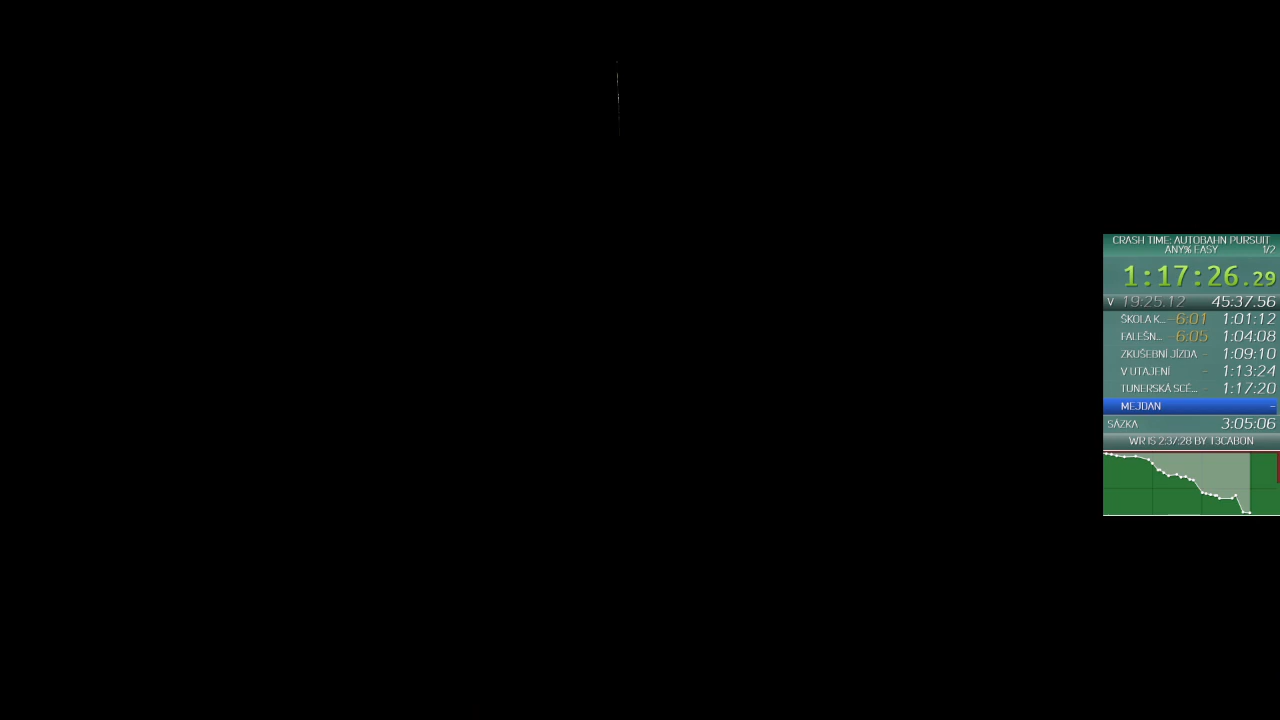 CRASH TIME: AUTOBAHN PURSUIT
ANY% EASY 1/2
1:17:26.29
V 19:25.12 45:37.56
ŠKOLA K... -6:01 1:01:12
FALEŠN... -6:05 1:04:08
ZKUŠEBNÍ JÍZDA - 1:09:10
V UTAJENÍ - 1:13:24
TUNERSKÁ SCÉ... - 1:17:20
MEJDAN -
SÁZKA 3:05:06
WR IS 2:37:28 BY T3CABON